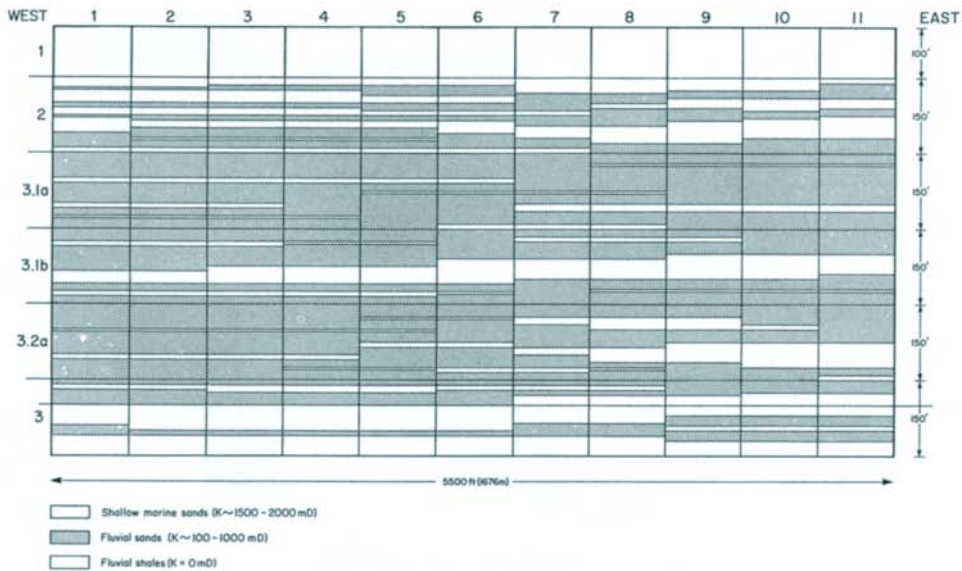 WEST 1 2 3 4 5 6 7 8 9 10 11 EAST
1
100'
2
150'
3.1a
150'
3.1b
150'
3.2a
150'
3
150'
5500 ft (1676m)
Shallow marine sands (K~1500-2000 mD)
Fluvial sands (K~100-1000 mD)
Fluvial shales (K = 0 mD)